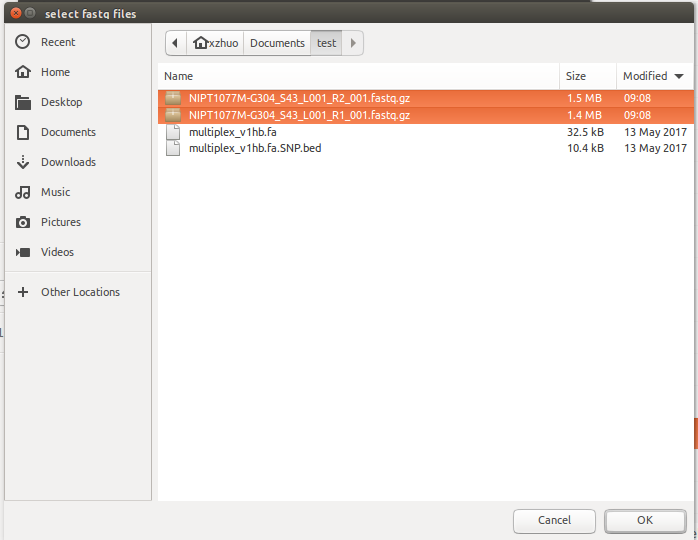 select fastq files
Recent
Home
Desktop
Documents
Downloads
Music
Pictures
Videos
Other Locations
xzhuo Documents test
Name Size Modified
NIPT1077M-G304_S43_L001_R2_001.fastq.gz 1.5 MB 09:08
NIPT1077M-G304_S43_L001_R1_001.fastq.gz 1.4 MB 09:08
multiplex_v1hb.fa 32.5 kB 13 May 2017
multiplex_v1hb.fa.SNP.bed 10.4 kB 13 May 2017
Cancel OK